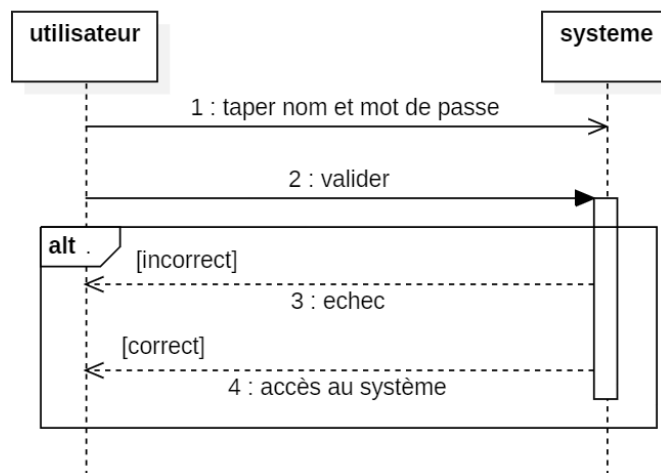 utilisateur
systeme
1 : taper nom et mot de passe
2 : valider
alt .
[incorrect]
3 : echec
[correct]
4 : accès au système